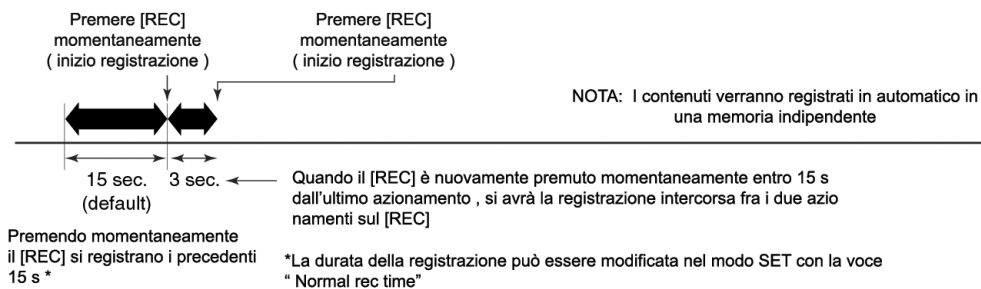 Premere [REC]
momentaneamente
( inizio registrazione )
Premere [REC]
momentaneamente
( inizio registrazione )
NOTA: I contenuti verranno registrati in automatico in
una memoria indipendente
15 sec.
(default)
3 sec.
Quando il [REC] è nuovamente premuto momentaneamente entro 15 s
dall'ultimo azionamento , si avrà la registrazione intercorsa fra i due azio
namenti sul [REC]
Premendo momentaneamente
il [REC] si registrano i precedenti
15 s *
*La durata della registrazione può essere modificata nel modo SET con la voce
“ Normal rec time”